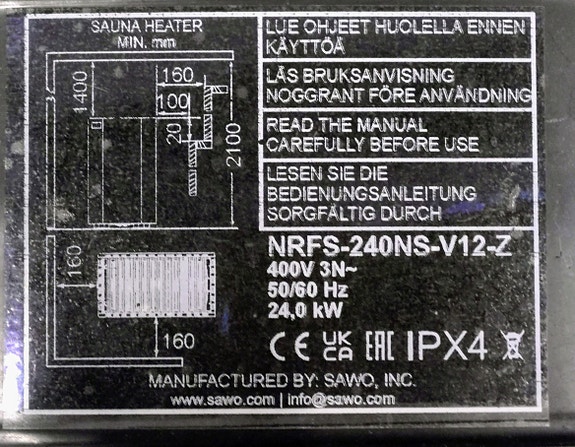 SAUNA HEATER
MIN. mm
160
1400
100
20
2100
160
160
LUE OHJEET HUOLELLA ENNEN
KÄYTTÖÄ
LÄS BRUKSANVISNING
NOGGRANT FÖRE ANVÄNDNING
READ THE MANUAL
CAREFULLY BEFORE USE
LESEN SIE DIE
BEDIENUNGSANLEITUNG
SORGFÄLTIG DURCH
NRFS-240NS-V12-Z
400V 3N~
50/60 Hz
24,0 kW
CE UK CA EAC IPX4
MANUFACTURED BY: SAWO, INC.
www.sawo.com | info@sawo.com